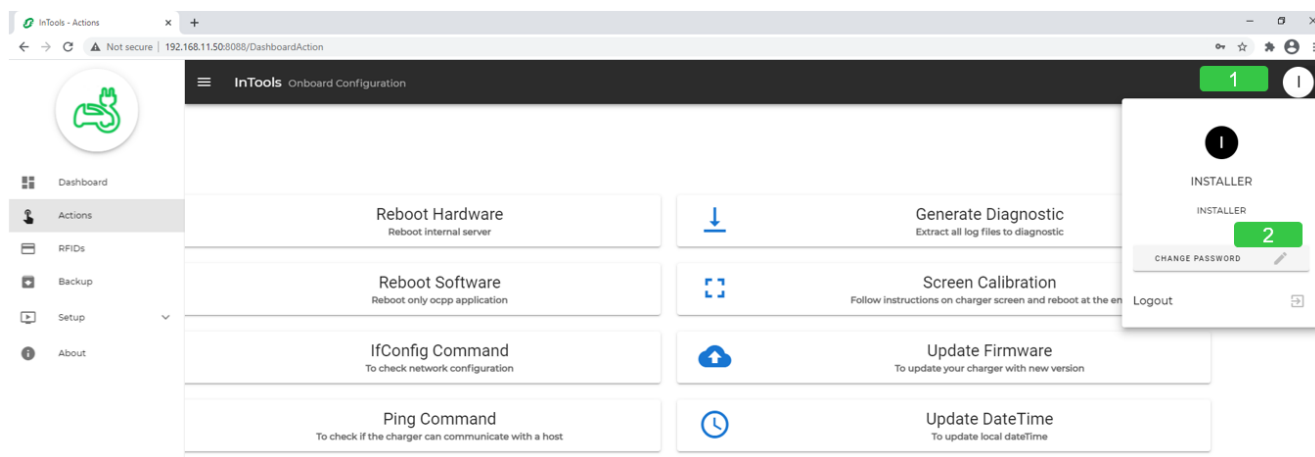 InTools - Actions
Not secure | 192.168.11.50:8088/DashboardAction
InTools Onboard Configuration
1
I
I
INSTALLER
INSTALLER
2
CHANGE PASSWORD
Logout
Dashboard
Actions
RFIDs
Backup
Setup
About
Reboot Hardware
Reboot internal server
Generate Diagnostic
Extract all log files to diagnostic
Reboot Software
Reboot only ocpp application
Screen Calibration
Follow instructions on charger screen and reboot at the en
IfConfig Command
To check network configuration
Update Firmware
To update your charger with new version
Ping Command
To check if the charger can communicate with a host
Update DateTime
To update local dateTime